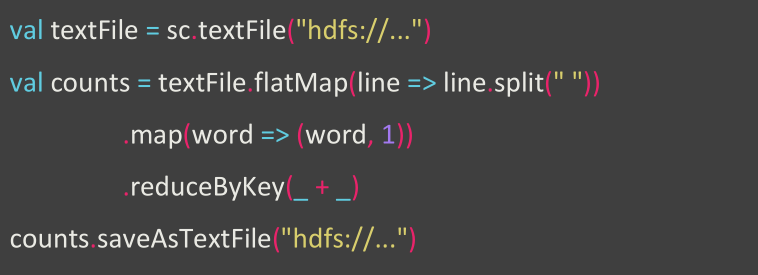 val textFile = sc.textFile("hdfs://...")
val counts = textFile.flatMap(line => line.split(" "))
.map(word => (word, 1))
.reduceByKey(_ + _)
counts.saveAsTextFile("hdfs://...")